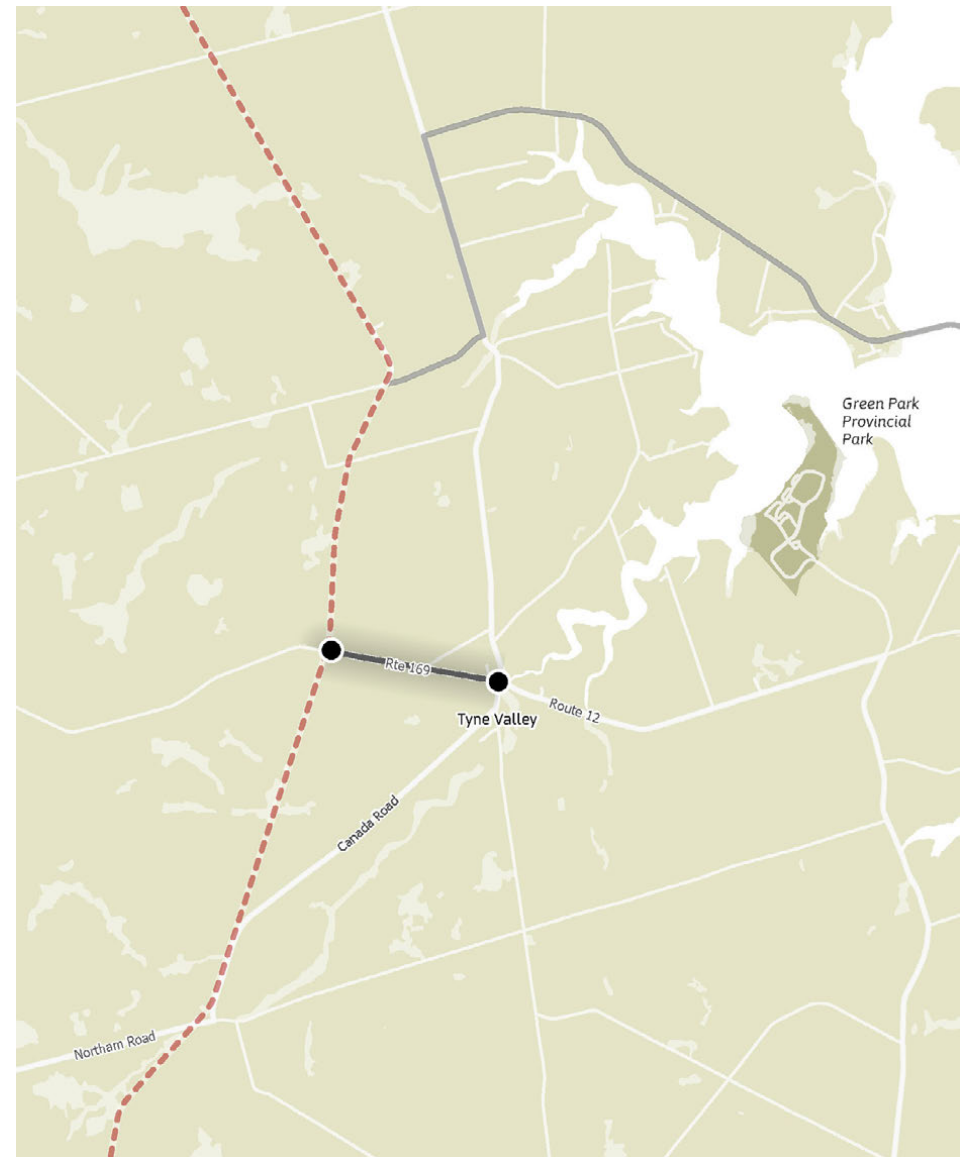 Green Park
Provincial
Park
Rte 169
Route 12
Tyne Valley
Canada Road
Northam Road